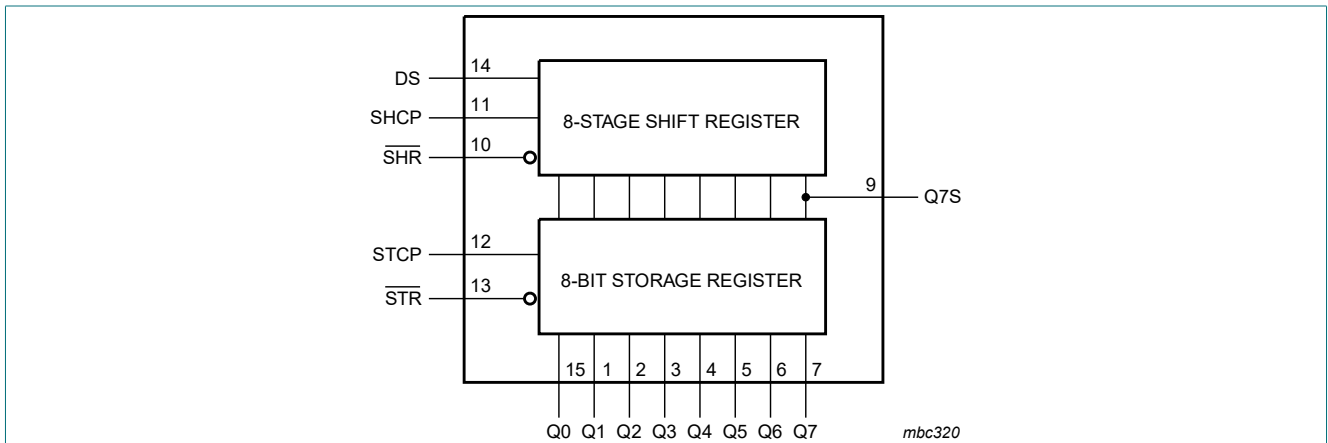 DS 14
SHCP 11
8-STAGE SHIFT REGISTER
SHR 10
9 Q7S
STCP 12
8-BIT STORAGE REGISTER
STR 13
15 1 2 3 4 5 6 7
Q0 Q1 Q2 Q3 Q4 Q5 Q6 Q7
mbc320